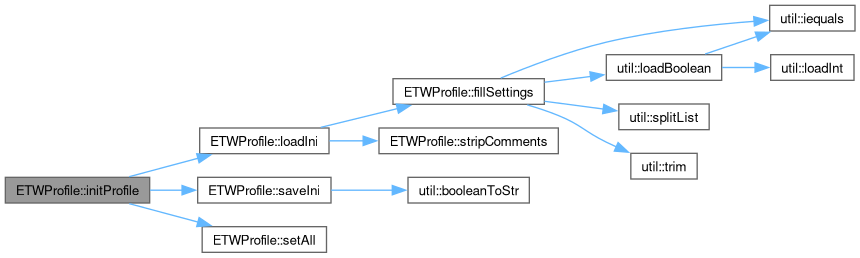 util::iequals
util::loadBoolean
util::loadInt
ETWProfile::fillSettings
util::splitList
ETWProfile::loadIni
ETWProfile::stripComments
util::trim
ETWProfile::initProfile
ETWProfile::saveIni
util::booleanToStr
ETWProfile::setAll